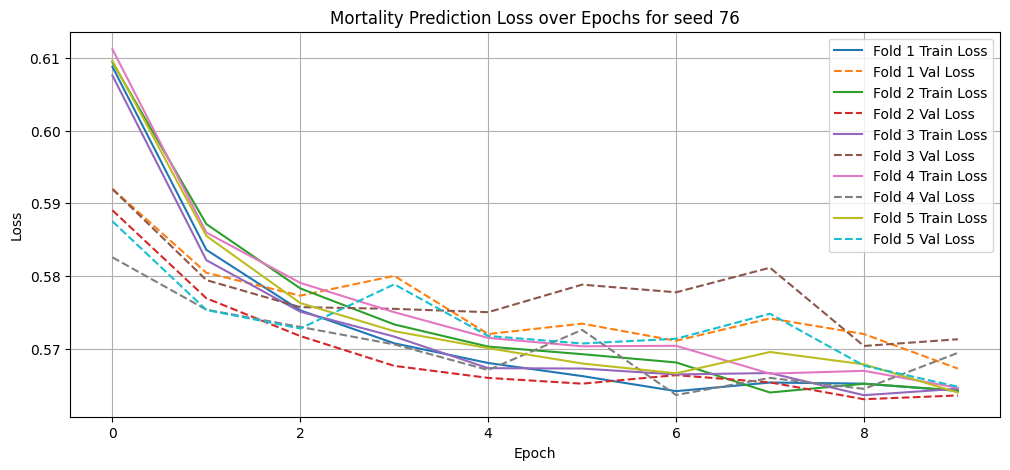 Mortality Prediction Loss over Epochs for seed 76
Loss
0.61
0.60
0.59
0.58
0.57
Fold 1 Train Loss
Fold 1 Val Loss
Fold 2 Train Loss
Fold 2 Val Loss
Fold 3 Train Loss
Fold 3 Val Loss
Fold 4 Train Loss
Fold 4 Val Loss
Fold 5 Train Loss
Fold 5 Val Loss
0 2 4 6 8
Epoch